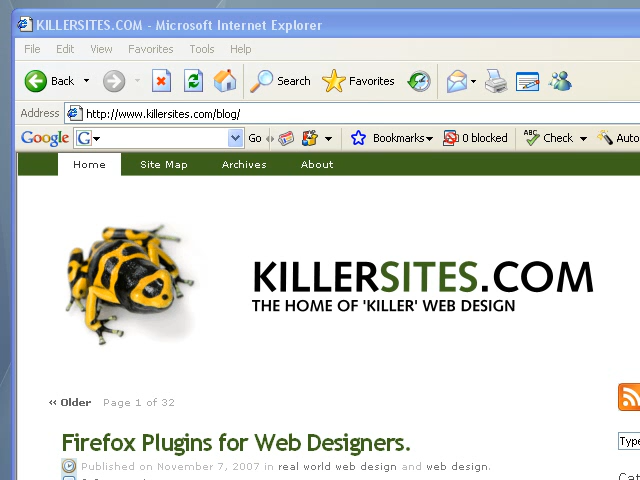 KILLERSITES.COM - Microsoft Internet Explorer
File Edit View Favorites Tools Help
Back Search Favorites
Address http://www.killersites.com/blog/
Google G Go Bookmarks 0 blocked ABC Check Auto
Home Site Map Archives About
KILLERSITES.COM
THE HOME OF 'KILLER' WEB DESIGN
‹‹ Older Page 1 of 32
Firefox Plugins for Web Designers.
Published on November 7, 2007 in real world web design and web design.
Type